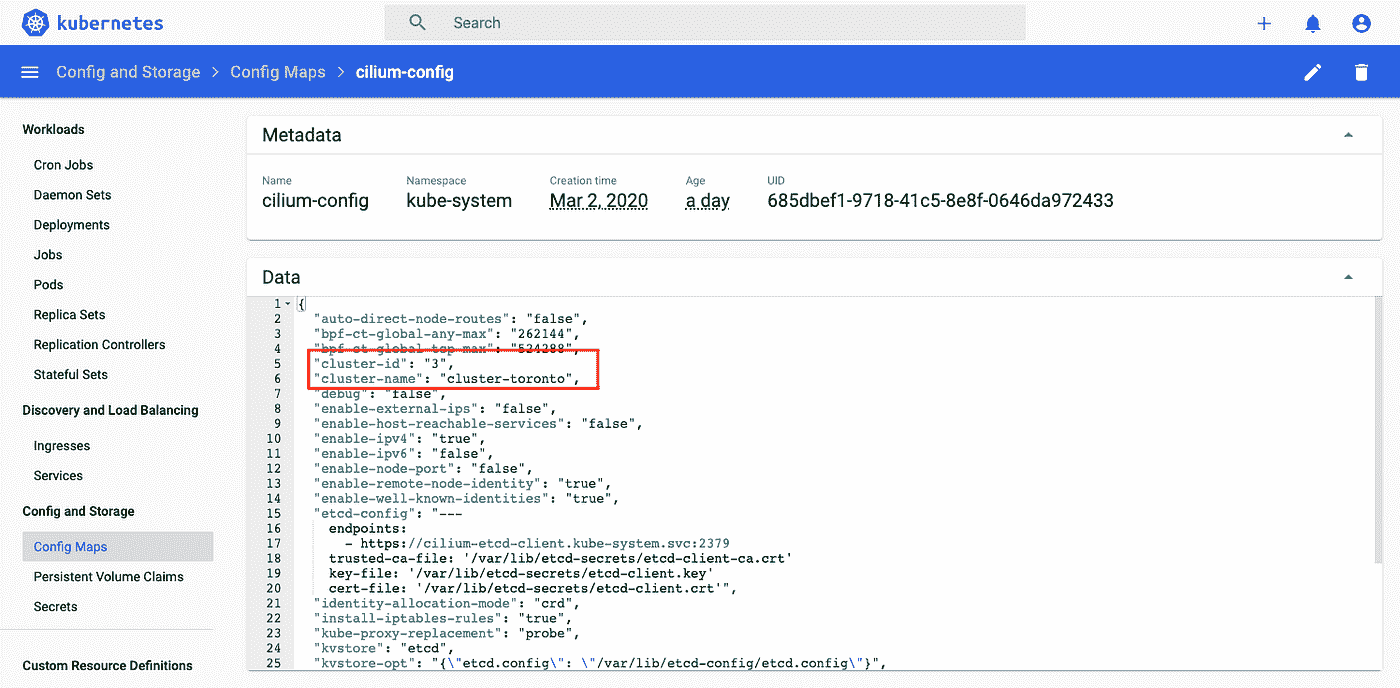 kubernetes
Search
Config and Storage > Config Maps > cilium-config
Workloads
Cron Jobs
Daemon Sets
Deployments
Jobs
Pods
Replica Sets
Replication Controllers
Stateful Sets
Discovery and Load Balancing
Ingresses
Services
Config and Storage
Config Maps
Persistent Volume Claims
Secrets
Custom Resource Definitions
Metadata
Name Namespace Creation time Age UID
cilium-config kube-system Mar 2, 2020 a day 685dbef1-9718-41c5-8e8f-0646da972433
Data
1 {
2 "auto-direct-node-routes": "false",
3 "bpf-ct-global-any-max": "262144",
4 "bpf-ct-global-tcp-max": "524288",
5 "cluster-id": "3",
6 "cluster-name": "cluster-toronto",
7 "debug": "false",
8 "enable-external-ips": "false",
9 "enable-host-reachable-services": "false",
10 "enable-ipv4": "true",
11 "enable-ipv6": "false",
12 "enable-node-port": "false",
13 "enable-remote-node-identity": "true",
14 "enable-well-known-identities": "true",
15 "etcd-config": "---
16 endpoints:
17 - https://cilium-etcd-client.kube-system.svc:2379
18 trusted-ca-file: '/var/lib/etcd-secrets/etcd-client-ca.crt'
19 key-file: '/var/lib/etcd-secrets/etcd-client.key'
20 cert-file: '/var/lib/etcd-secrets/etcd-client.crt'",
21 "identity-allocation-mode": "crd",
22 "install-iptables-rules": "true",
23 "kube-proxy-replacement": "probe",
24 "kvstore": "etcd",
25 "kvstore-opt": "{\"etcd.config\": \"/var/lib/etcd-config/etcd.config\"}",